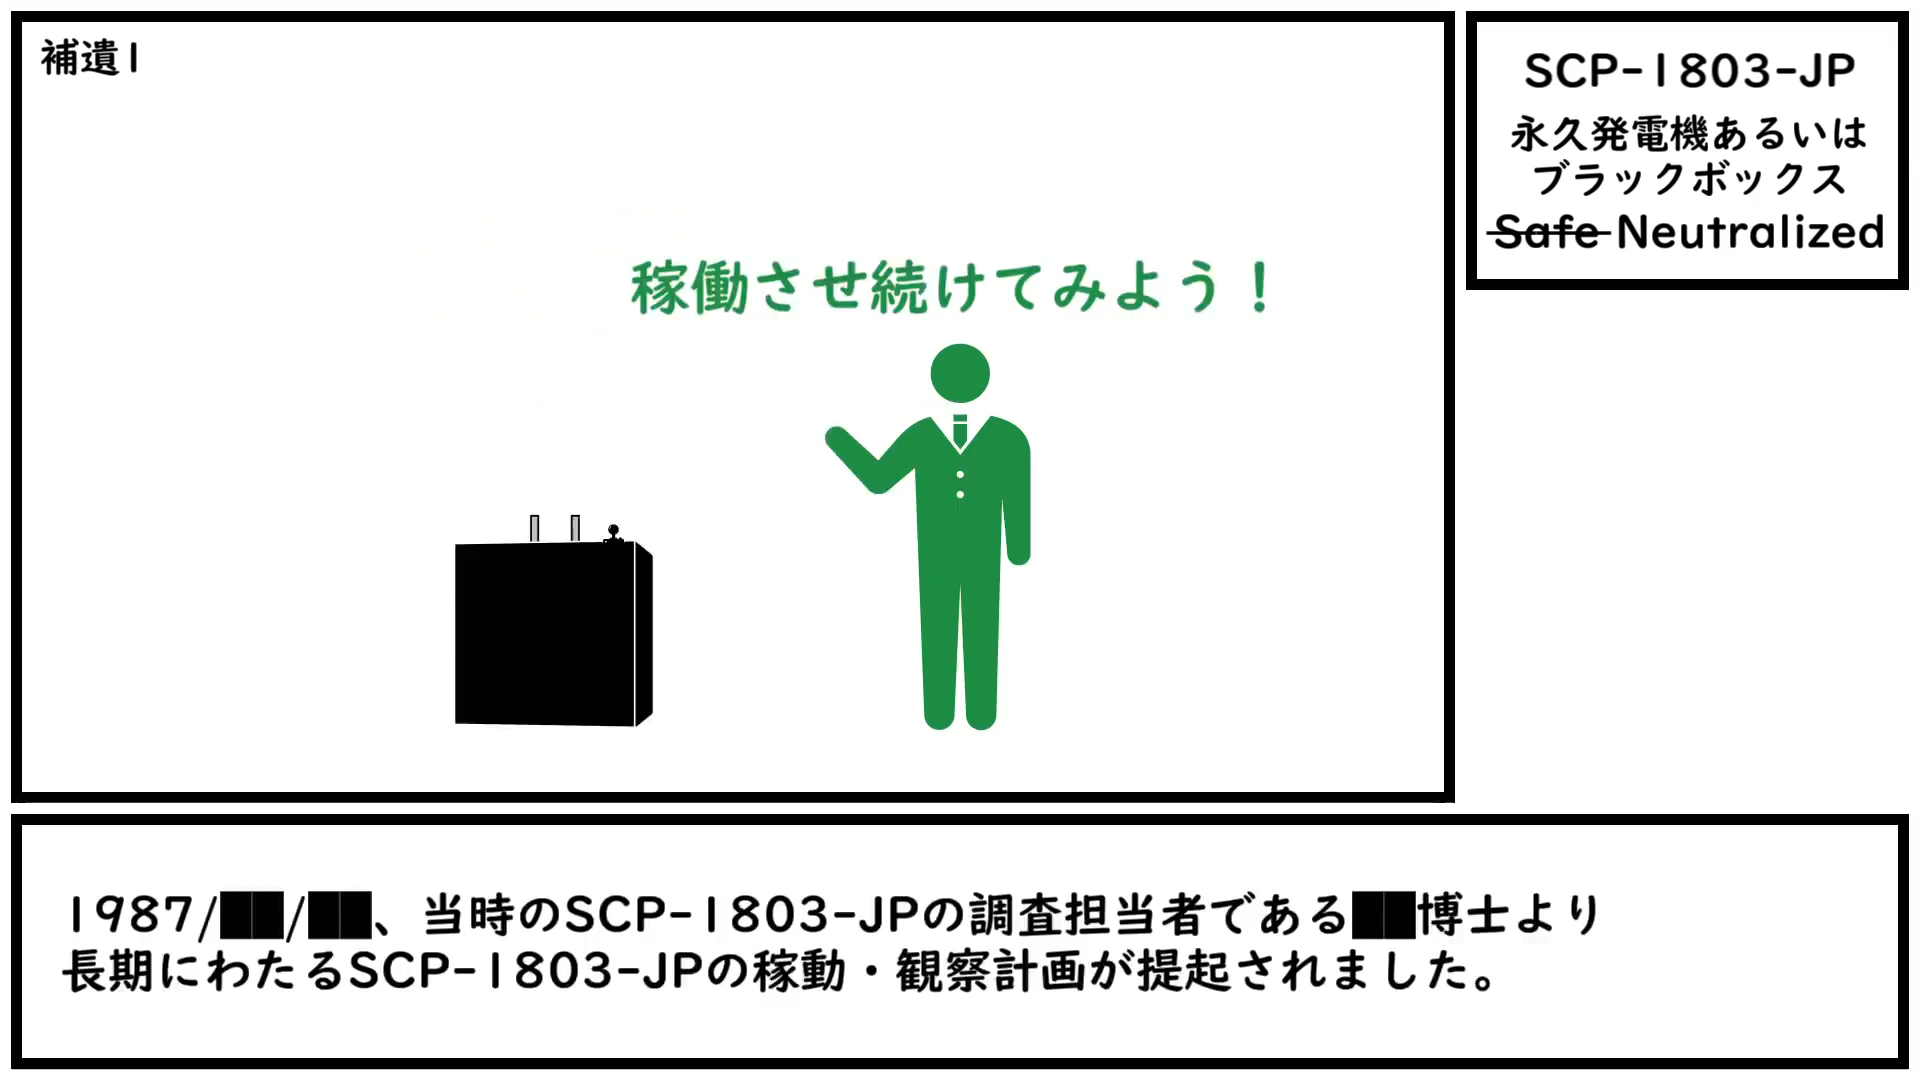 補遺1
稼働させ続けてみよう！
SCP-1803-JP
永久発電機あるいは
ブラックボックス
Safe Neutralized
1987/██/██、当時のSCP-1803-JPの調査担当者である██博士より
長期にわたるSCP-1803-JPの稼動・観察計画が提起されました。